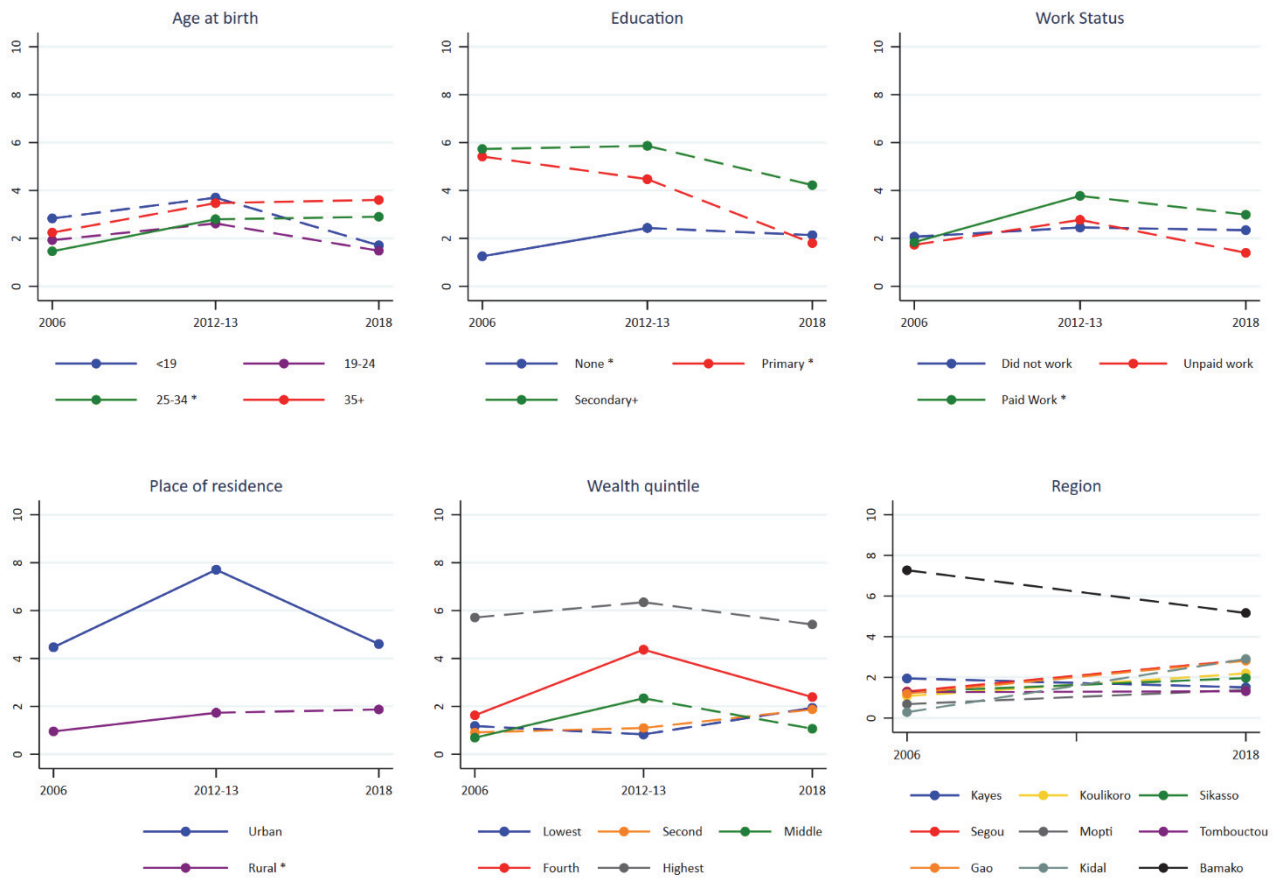 Age at birth
Education
Work Status
10
8
6
4
2
0
2006 2012-13 2018
10
8
6
4
2
0
2006 2012-13 2018
10
8
6
4
2
0
2006 2012-13 2018
<19 19-24
25-34 * 35+
None * Primary *
Secondary+
Did not work Unpaid work
Paid Work *
Place of residence
Wealth quintile
Region
10
8
6
4
2
0
2006 2012-13 2018
10
8
6
4
2
0
2006 2012-13 2018
10
8
6
4
2
0
2006 2018
Urban
Rural *
Lowest Second Middle
Fourth Highest
Kayes Koulikoro Sikasso
Segou Mopti Tombouctou
Gao Kidal Bamako